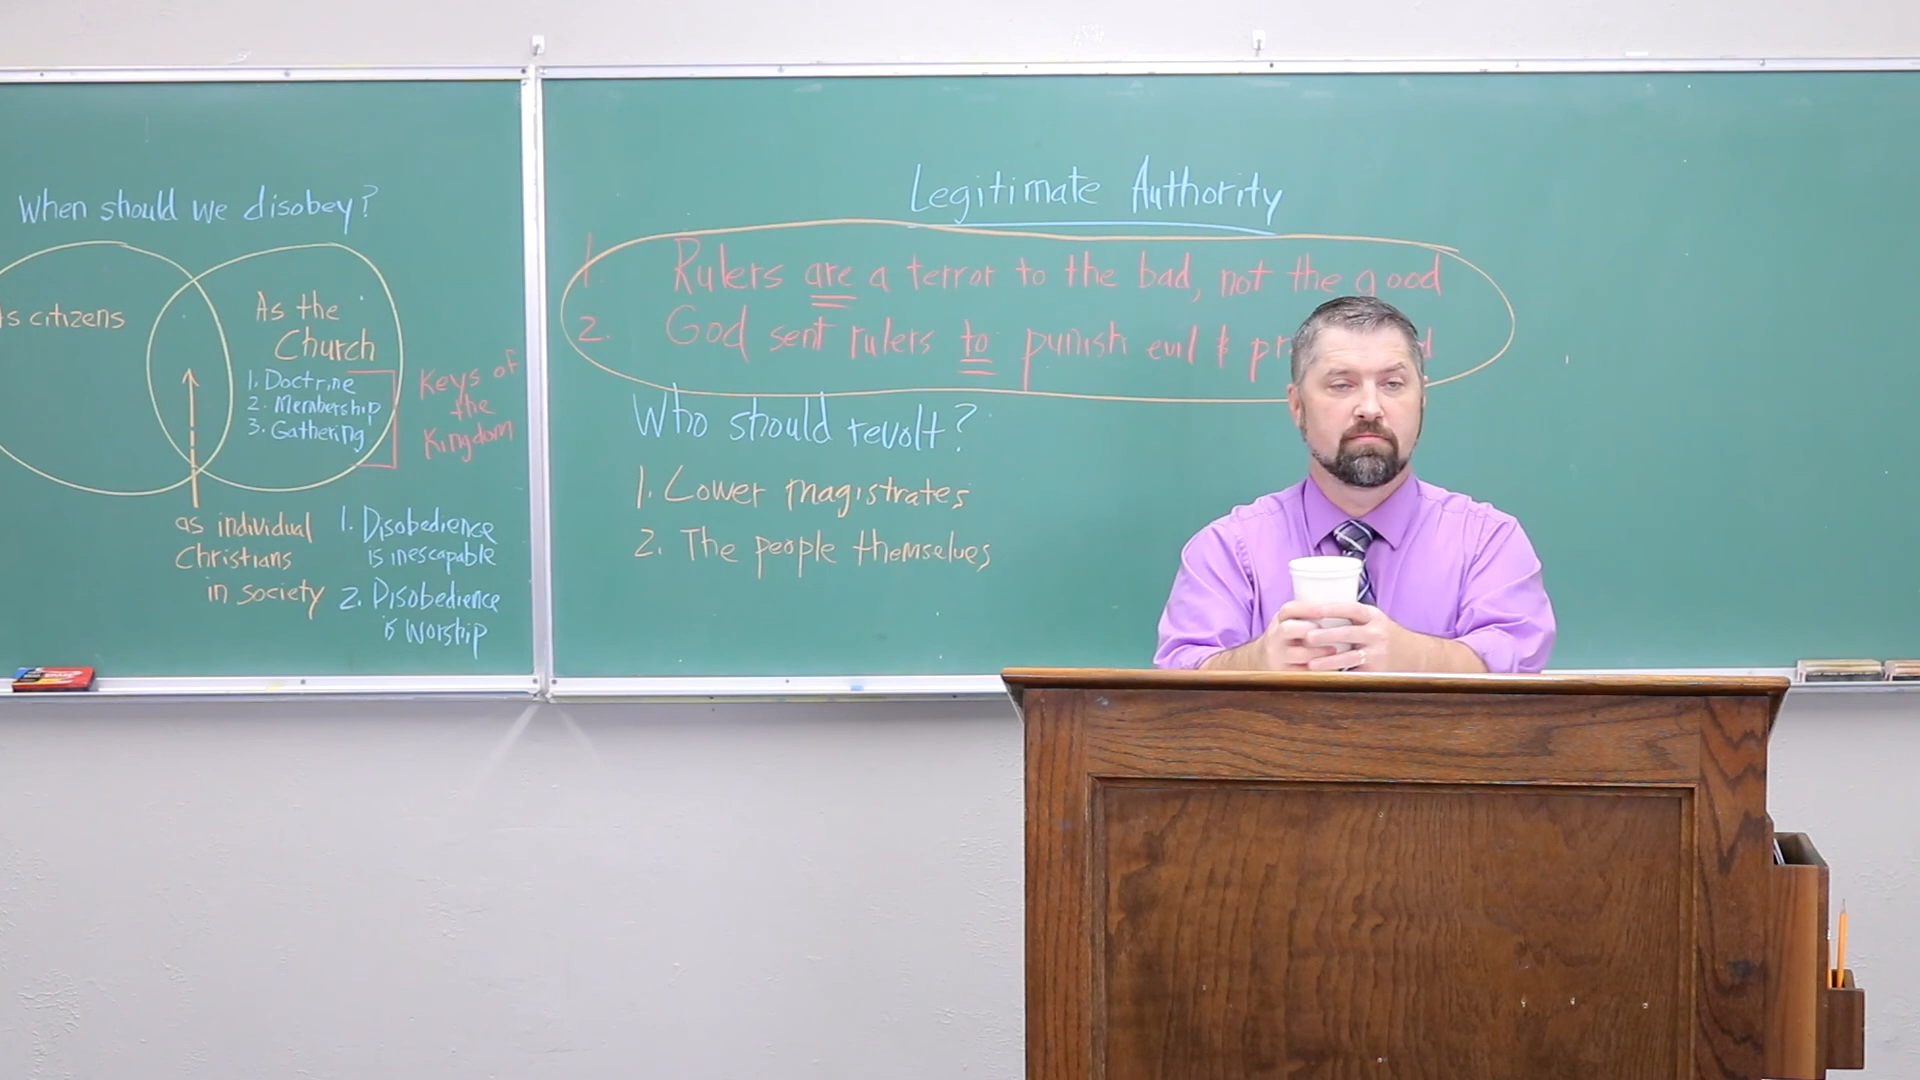 When should we disobey?
As citizens
As the
Church
1. Doctrine
2. Membership
3. Gathering
Keys of
the
Kingdom
as individual
Christians
in society
1. Disobedience
is inescapable
2. Disobedience
is worship
Legitimate Authority
1. Rulers are a terror to the bad, not the good
2. God sent rulers to punish evil &
Who should revolt?
1. Lower magistrates
2. The people themselves